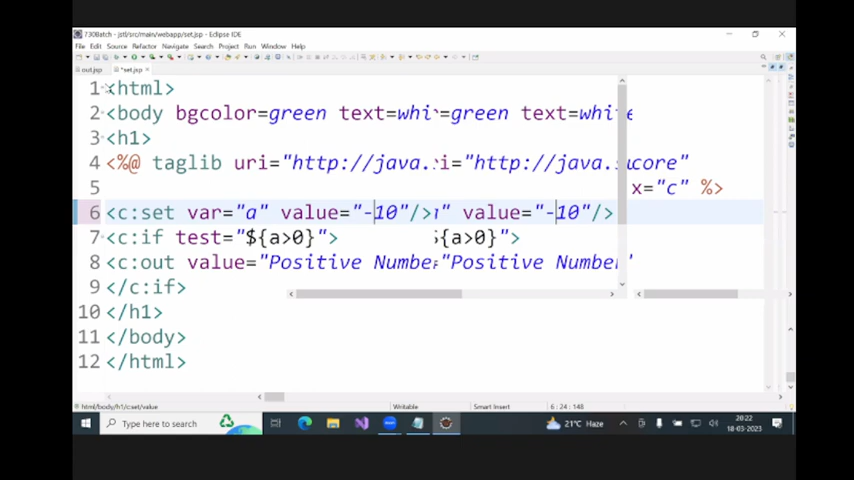 730Batch - jstl/src/main/webapp/set.jsp - Eclipse IDE
File Edit Source Refactor Navigate Search Project Run Window Help
out.jsp *set.jsp
1 <html>
2 <body bgcolor=green text=whi=green text=white
3 <h1>
4 <%@ taglib uri="http://java.:i="http://java.s core"
5 x="c" %>
6 <c:set var="a" value="-10"/>ı" value="-10"/>
7 <c:if test="${a>0}"> ;{a>0}">
8 <c:out value="Positive Number"Positive Number"
9 </c:if>
10 </h1>
11 </body>
12 </html>
html/body/h1/c:set/value Writable Smart Insert 6 : 24 : 148
Type here to search 21°C Haze 20:22
18-03-2023